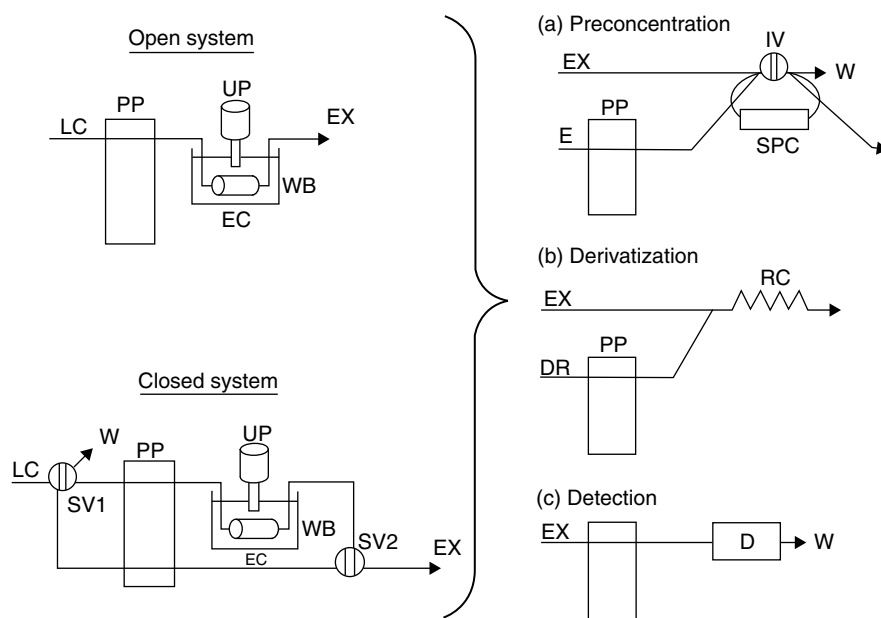 Open system
UP
PP
EX
LC
WB
EC
Closed system
UP
W
PP
LC
SV1
WB
SV2
EX
EC
(a) Preconcentration
IV
EX
W
PP
E
SPC
(b) Derivatization
RC
EX
PP
DR
(c) Detection
EX
D
W